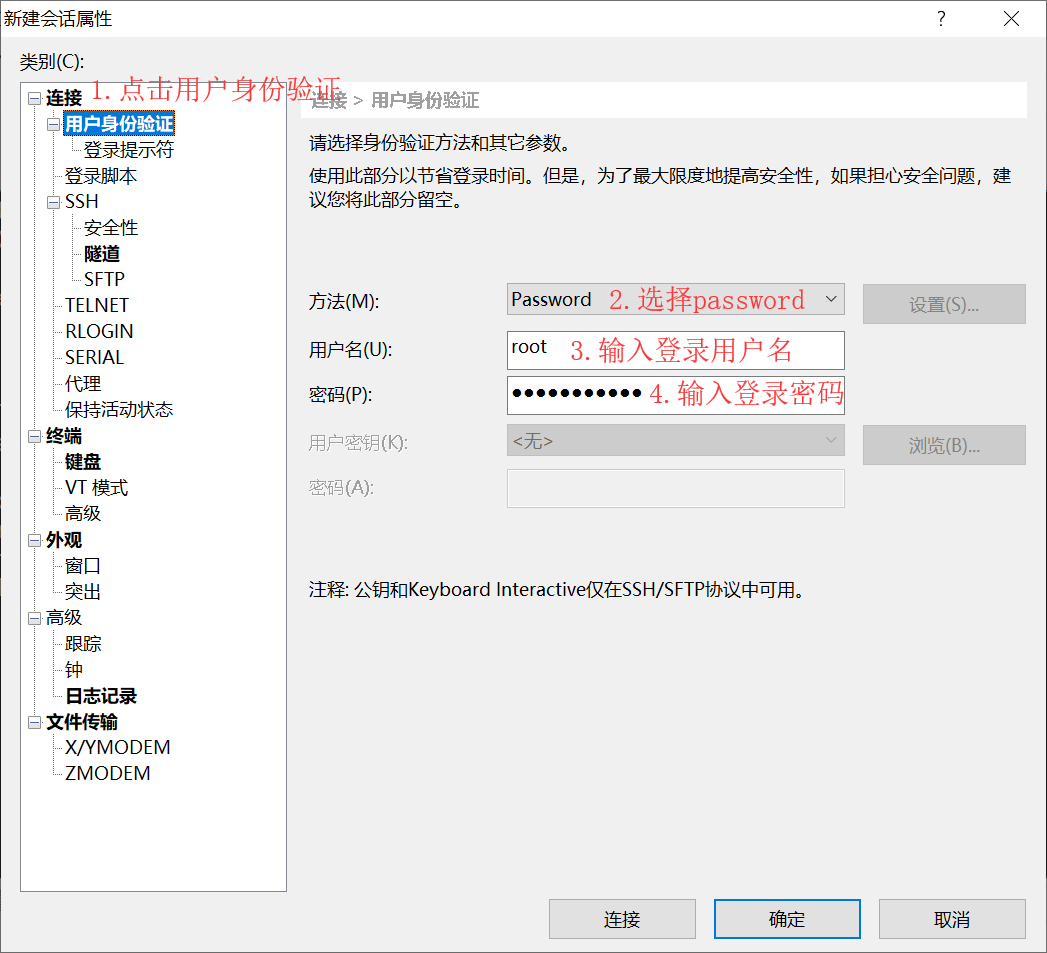 新建会话属性
?
类别(C):
1.点击用户身份验证
连接
用户身份验证
登录提示符
登录脚本
SSH
安全性
隧道
SFTP
TELNET
RLOGIN
SERIAL
代理
保持活动状态
终端
键盘
VT 模式
高级
外观
窗口
突出
高级
跟踪
钟
日志记录
文件传输
X/YMODEM
ZMODEM
连接 > 用户身份验证
请选择身份验证方法和其它参数。
使用此部分以节省登录时间。但是，为了最大限度地提高安全性，如果担心安全问题，建
议您将此部分留空。
方法(M): Password 2.选择password 设置(S)...
用户名(U): root 3.输入登录用户名
密码(P): ●●●●●●●●●●● 4.输入登录密码
用户密钥(K): <无> 浏览(B)...
密码(A):
注释: 公钥和Keyboard Interactive仅在SSH/SFTP协议中可用。
连接 确定 取消